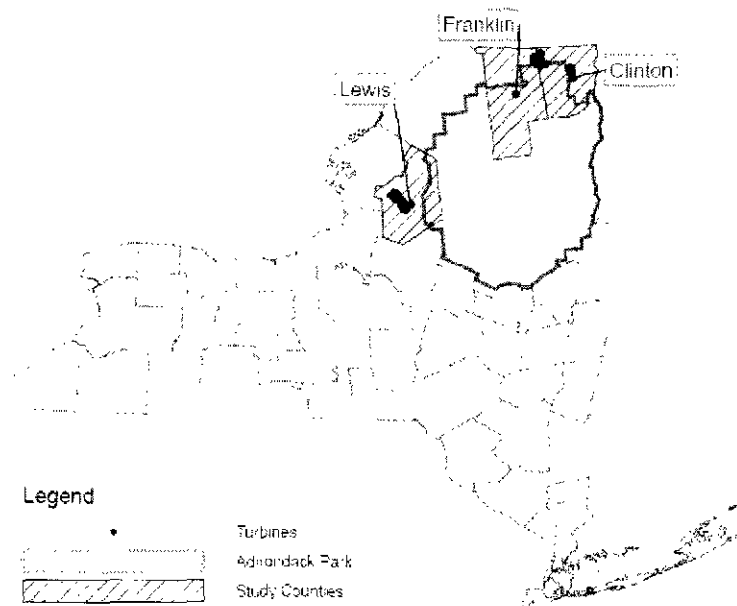 Franklin
Clinton
Lewis
Legend
Turbines
Adirondack Park
Study Counties